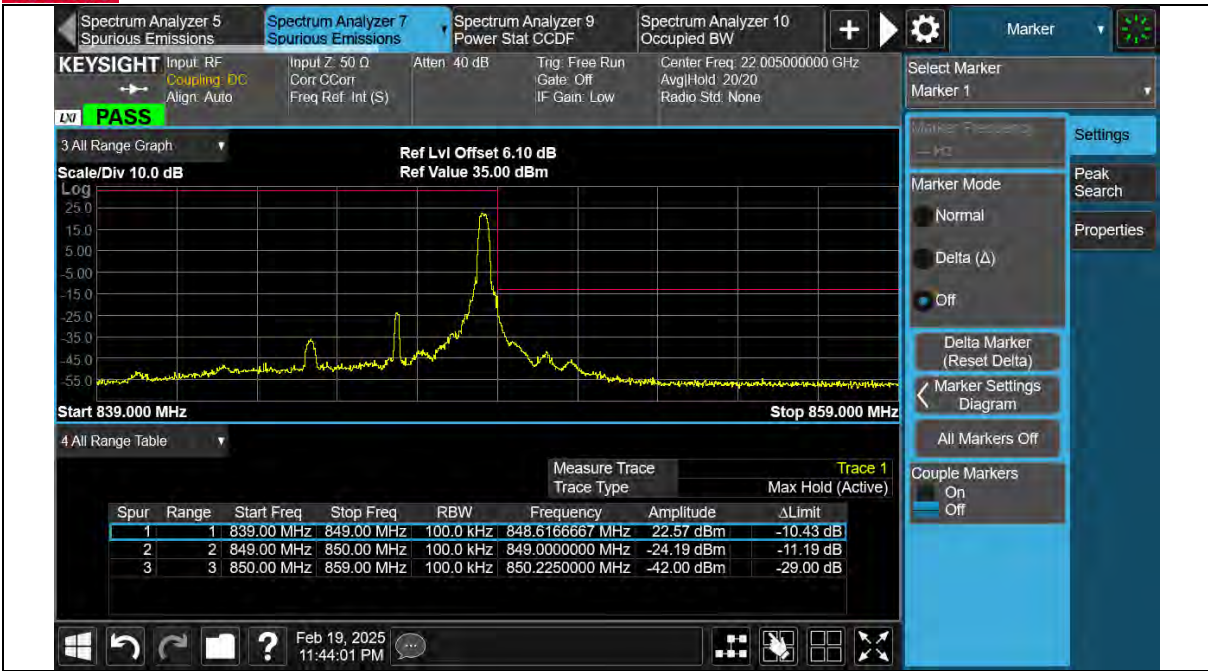 Spectrum Analyzer 5
Spurious Emissions
Spectrum Analyzer 7
Spurious Emissions
Spectrum Analyzer 9
Power Stat CCDF
Spectrum Analyzer 10
Occupied BW
Marker
KEYSIGHT
Input: RF
Coupling: DC
Align: Auto
Input Z: 50 Ω
Corr CCorr
Freq Ref: Int (S)
Atten: 40 dB
Trig: Free Run
Gate: Off
IF Gain: Low
Center Freq: 22.005000000 GHz
Avg|Hold: 20/20
Radio Std: None
LXI PASS
Select Marker
Marker 1
3 All Range Graph
Scale/Div 10.0 dB
Ref Lvl Offset 6.10 dB
Ref Value 35.00 dBm
Log
25.0
15.0
5.00
-5.00
-15.0
-25.0
-35.0
-45.0
-55.0
Start 839.000 MHz
Stop 859.000 MHz
4 All Range Table
Measure Trace Trace 1
Trace Type Max Hold (Active)
Spur Range Start Freq Stop Freq RBW Frequency Amplitude ΔLimit
1 1 839.00 MHz 849.00 MHz 100.0 kHz 848.6166667 MHz 22.57 dBm -10.43 dB
2 2 849.00 MHz 850.00 MHz 100.0 kHz 849.0000000 MHz -24.19 dBm -11.19 dB
3 3 850.00 MHz 859.00 MHz 100.0 kHz 850.2250000 MHz -42.00 dBm -29.00 dB
Marker Frequency
--- Hz
Marker Mode
Normal
Delta (Δ)
Off
Delta Marker
(Reset Delta)
Marker Settings
Diagram
All Markers Off
Couple Markers
On
Off
Settings
Peak
Search
Properties
Feb 19, 2025
11:44:01 PM